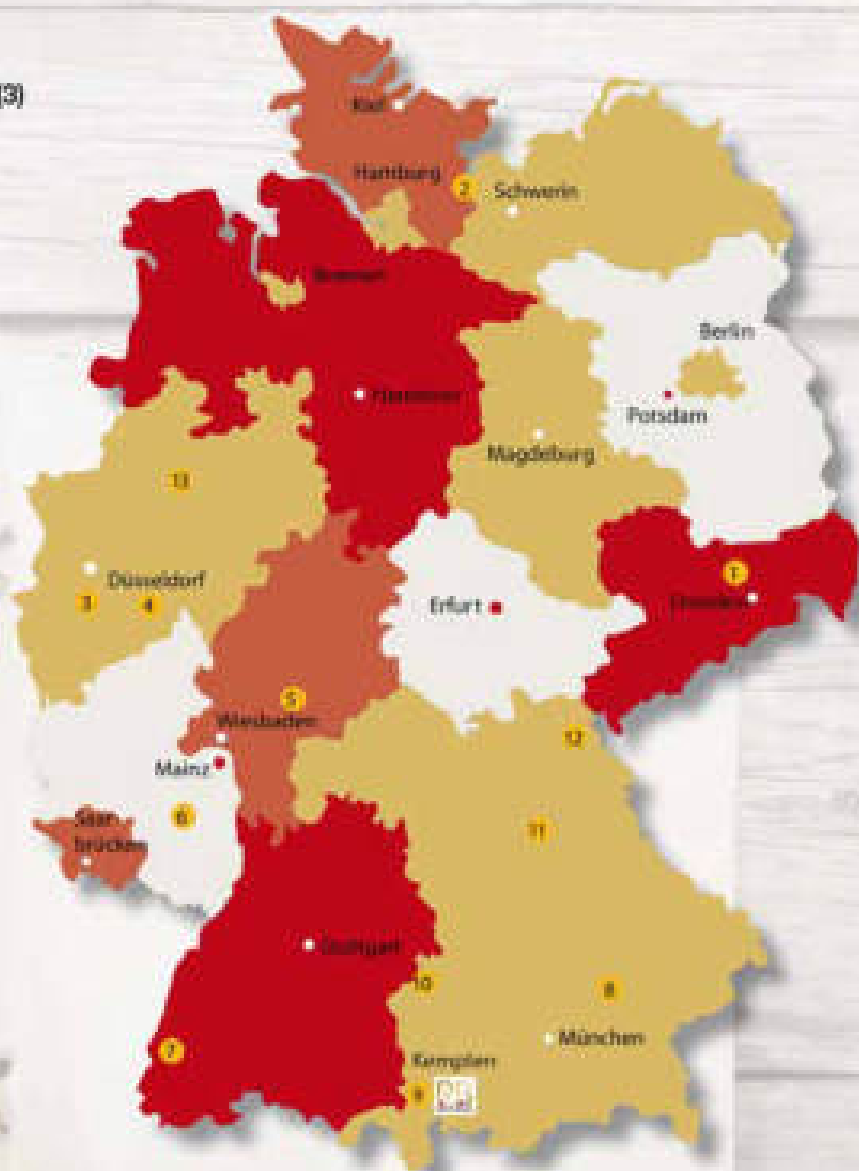 (3)
Kiel
Hamburg
2
Schwerin
Bremen
Berlin
Hannover
Potsdam
Magdeburg
13
Düsseldorf
3
4
1
Dresden
Erfurt
5
Wiesbaden
12
Mainz
6
Saar
brücken
11
Stuttgart
10
8
7
München
Kempten
9